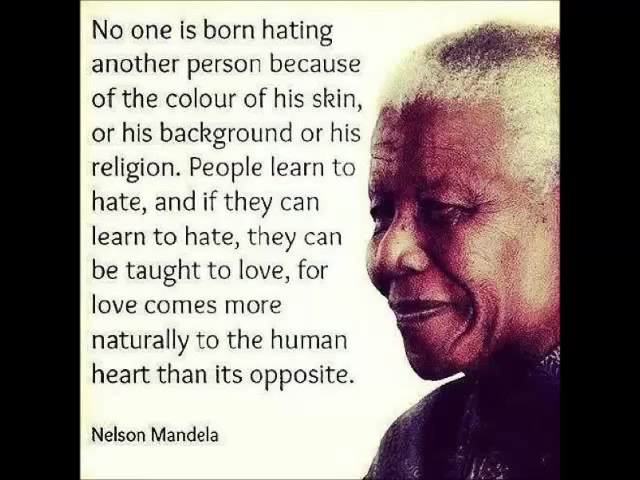 No one is born hating
another person because
of the colour of his skin,
or his background or his
religion. People learn to
hate, and if they can
learn to hate, they can
be taught to love, for
love comes more
naturally to the human
heart than its opposite.
Nelson Mandela